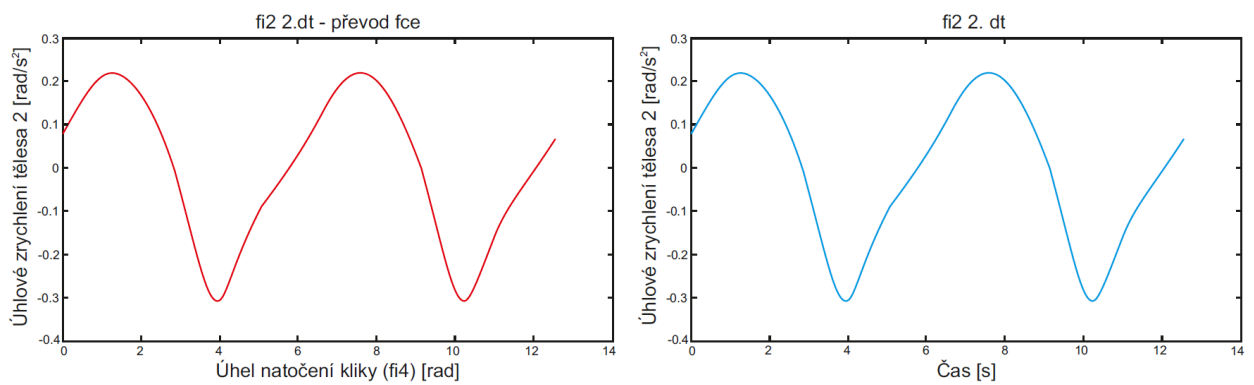 fi2 2.dt - převod fce
Úhlové zrychlení tělesa 2 [rad/s²]
0.3
0.2
0.1
0
-0.1
-0.2
-0.3
-0.4
0 2 4 6 8 10 12 14
Úhel natočení kliky (fi4) [rad]
fi2 2. dt
Úhlové zrychlení tělesa 2 [rad/s²]
0.3
0.2
0.1
0
-0.1
-0.2
-0.3
-0.4
0 2 4 6 8 10 12 14
Čas [s]